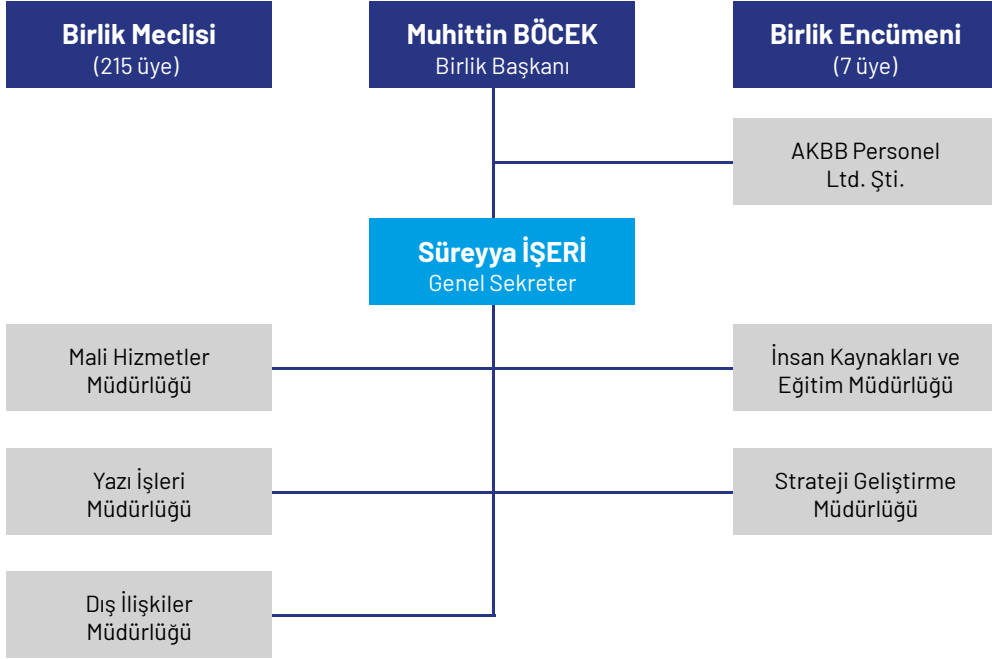 Birlik Meclisi
(215 üye)
Muhittin BÖCEK
Birlik Başkanı
Birlik Encümeni
(7 üye)
AKBB Personel
Ltd. Şti.
Süreyya İŞERİ
Genel Sekreter
Mali Hizmetler
Müdürlüğü
İnsan Kaynakları ve
Eğitim Müdürlüğü
Yazı İşleri
Müdürlüğü
Strateji Geliştirme
Müdürlüğü
Dış İlişkiler
Müdürlüğü